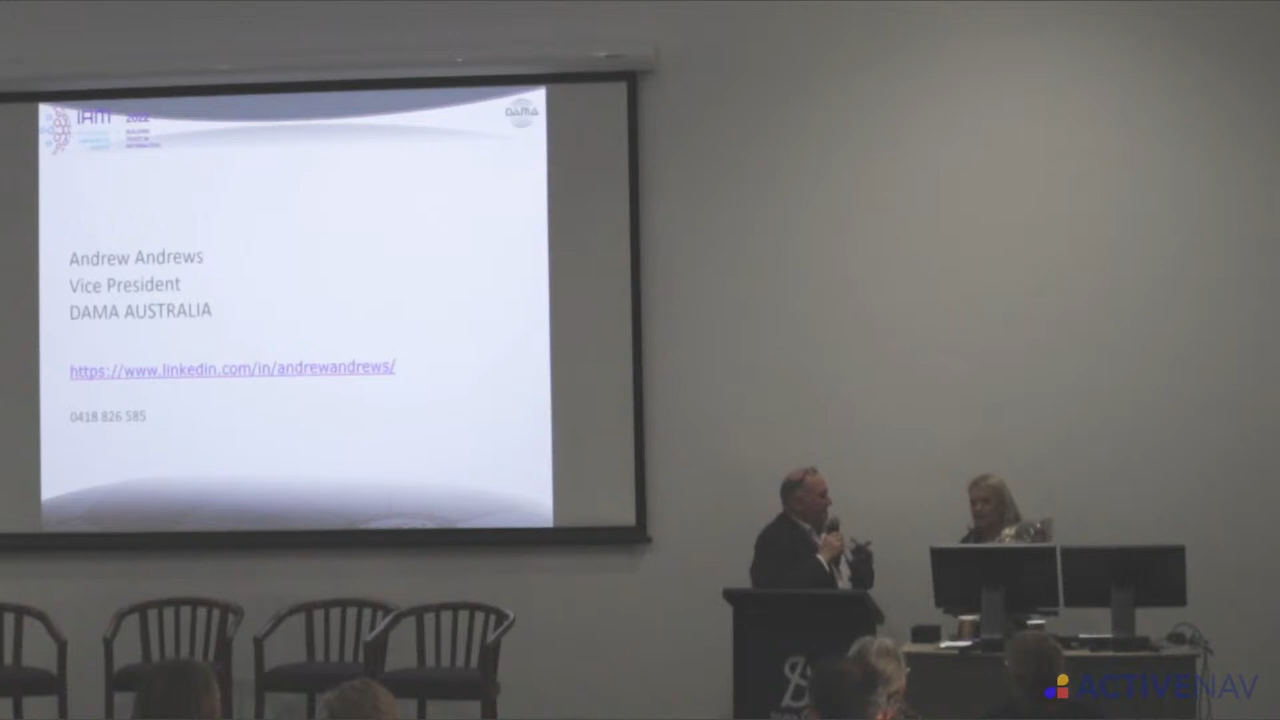 IAM 2022
DAMA
Andrew Andrews
Vice President
DAMA AUSTRALIA
https://www.linkedin.com/in/andrewandrews/
0418 826 585
ACTIVENAV